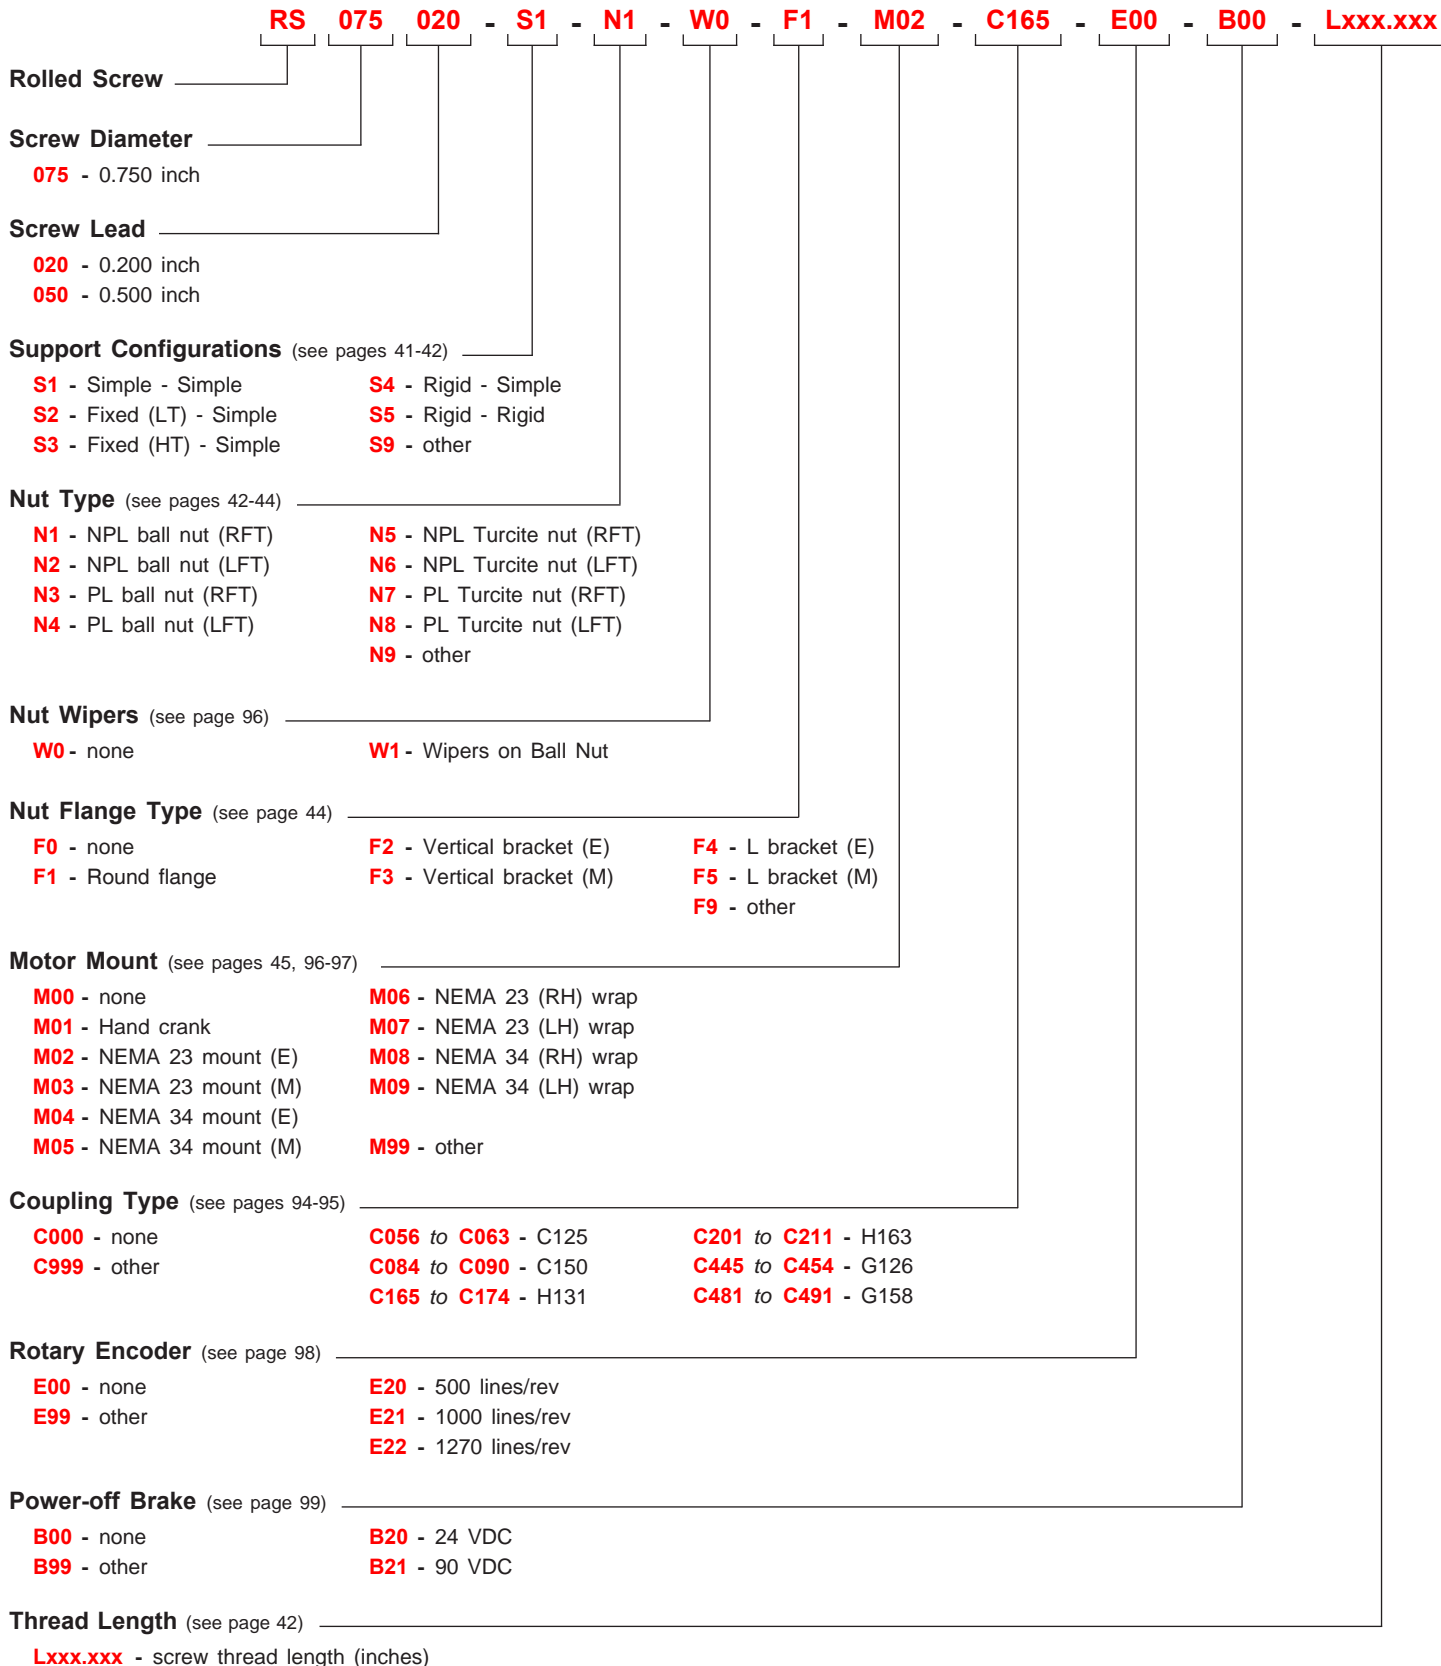 RS 075 020 - S1 - N1 - W0 - F1 - M02 - C165 - E00 - B00 - Lxxx.xxx
Rolled Screw
Screw Diameter
075 - 0.750 inch
Screw Lead
020 - 0.200 inch
050 - 0.500 inch
Support Configurations (see pages 41-42)
S1 - Simple - Simple S4 - Rigid - Simple
S2 - Fixed (LT) - Simple S5 - Rigid - Rigid
S3 - Fixed (HT) - Simple S9 - other
Nut Type (see pages 42-44)
N1 - NPL ball nut (RFT) N5 - NPL Turcite nut (RFT)
N2 - NPL ball nut (LFT) N6 - NPL Turcite nut (LFT)
N3 - PL ball nut (RFT) N7 - PL Turcite nut (RFT)
N4 - PL ball nut (LFT) N8 - PL Turcite nut (LFT)
N9 - other
Nut Wipers (see page 96)
W0 - none W1 - Wipers on Ball Nut
Nut Flange Type (see page 44)
F0 - none F2 - Vertical bracket (E) F4 - L bracket (E)
F1 - Round flange F3 - Vertical bracket (M) F5 - L bracket (M)
F9 - other
Motor Mount (see pages 45, 96-97)
M00 - none M06 - NEMA 23 (RH) wrap
M01 - Hand crank M07 - NEMA 23 (LH) wrap
M02 - NEMA 23 mount (E) M08 - NEMA 34 (RH) wrap
M03 - NEMA 23 mount (M) M09 - NEMA 34 (LH) wrap
M04 - NEMA 34 mount (E)
M05 - NEMA 34 mount (M) M99 - other
Coupling Type (see pages 94-95)
C000 - none C056 to C063 - C125 C201 to C211 - H163
C999 - other C084 to C090 - C150 C445 to C454 - G126
C165 to C174 - H131 C481 to C491 - G158
Rotary Encoder (see page 98)
E00 - none E20 - 500 lines/rev
E99 - other E21 - 1000 lines/rev
E22 - 1270 lines/rev
Power-off Brake (see page 99)
B00 - none B20 - 24 VDC
B99 - other B21 - 90 VDC
Thread Length (see page 42)
Lxxx.xxx - screw thread length (inches)